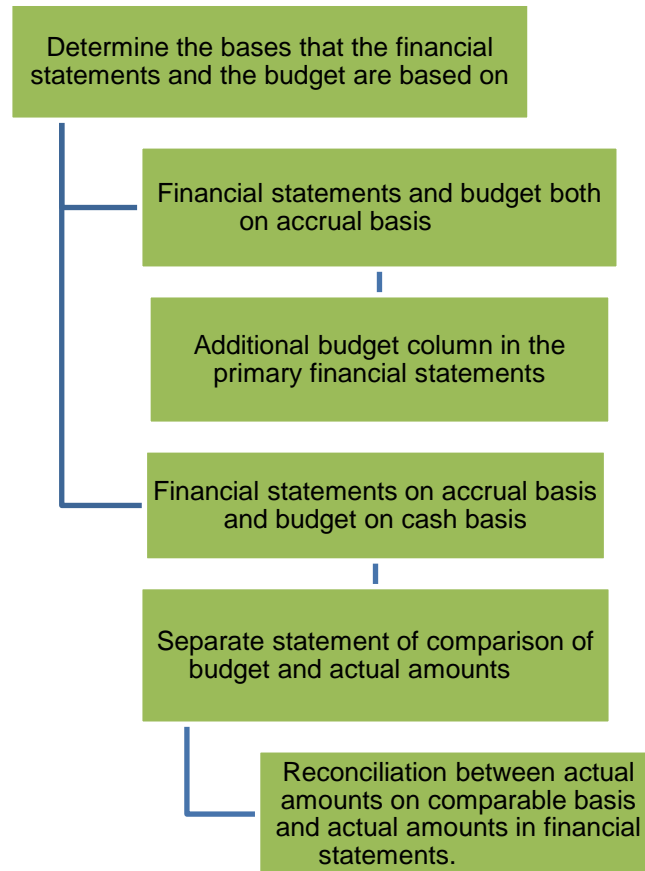 Determine the bases that the financial
statements and the budget are based on
Financial statements and budget both
on accrual basis
Additional budget column in the
primary financial statements
Financial statements on accrual basis
and budget on cash basis
Separate statement of comparison of
budget and actual amounts
Reconciliation between actual
amounts on comparable basis
and actual amounts in financial
statements.